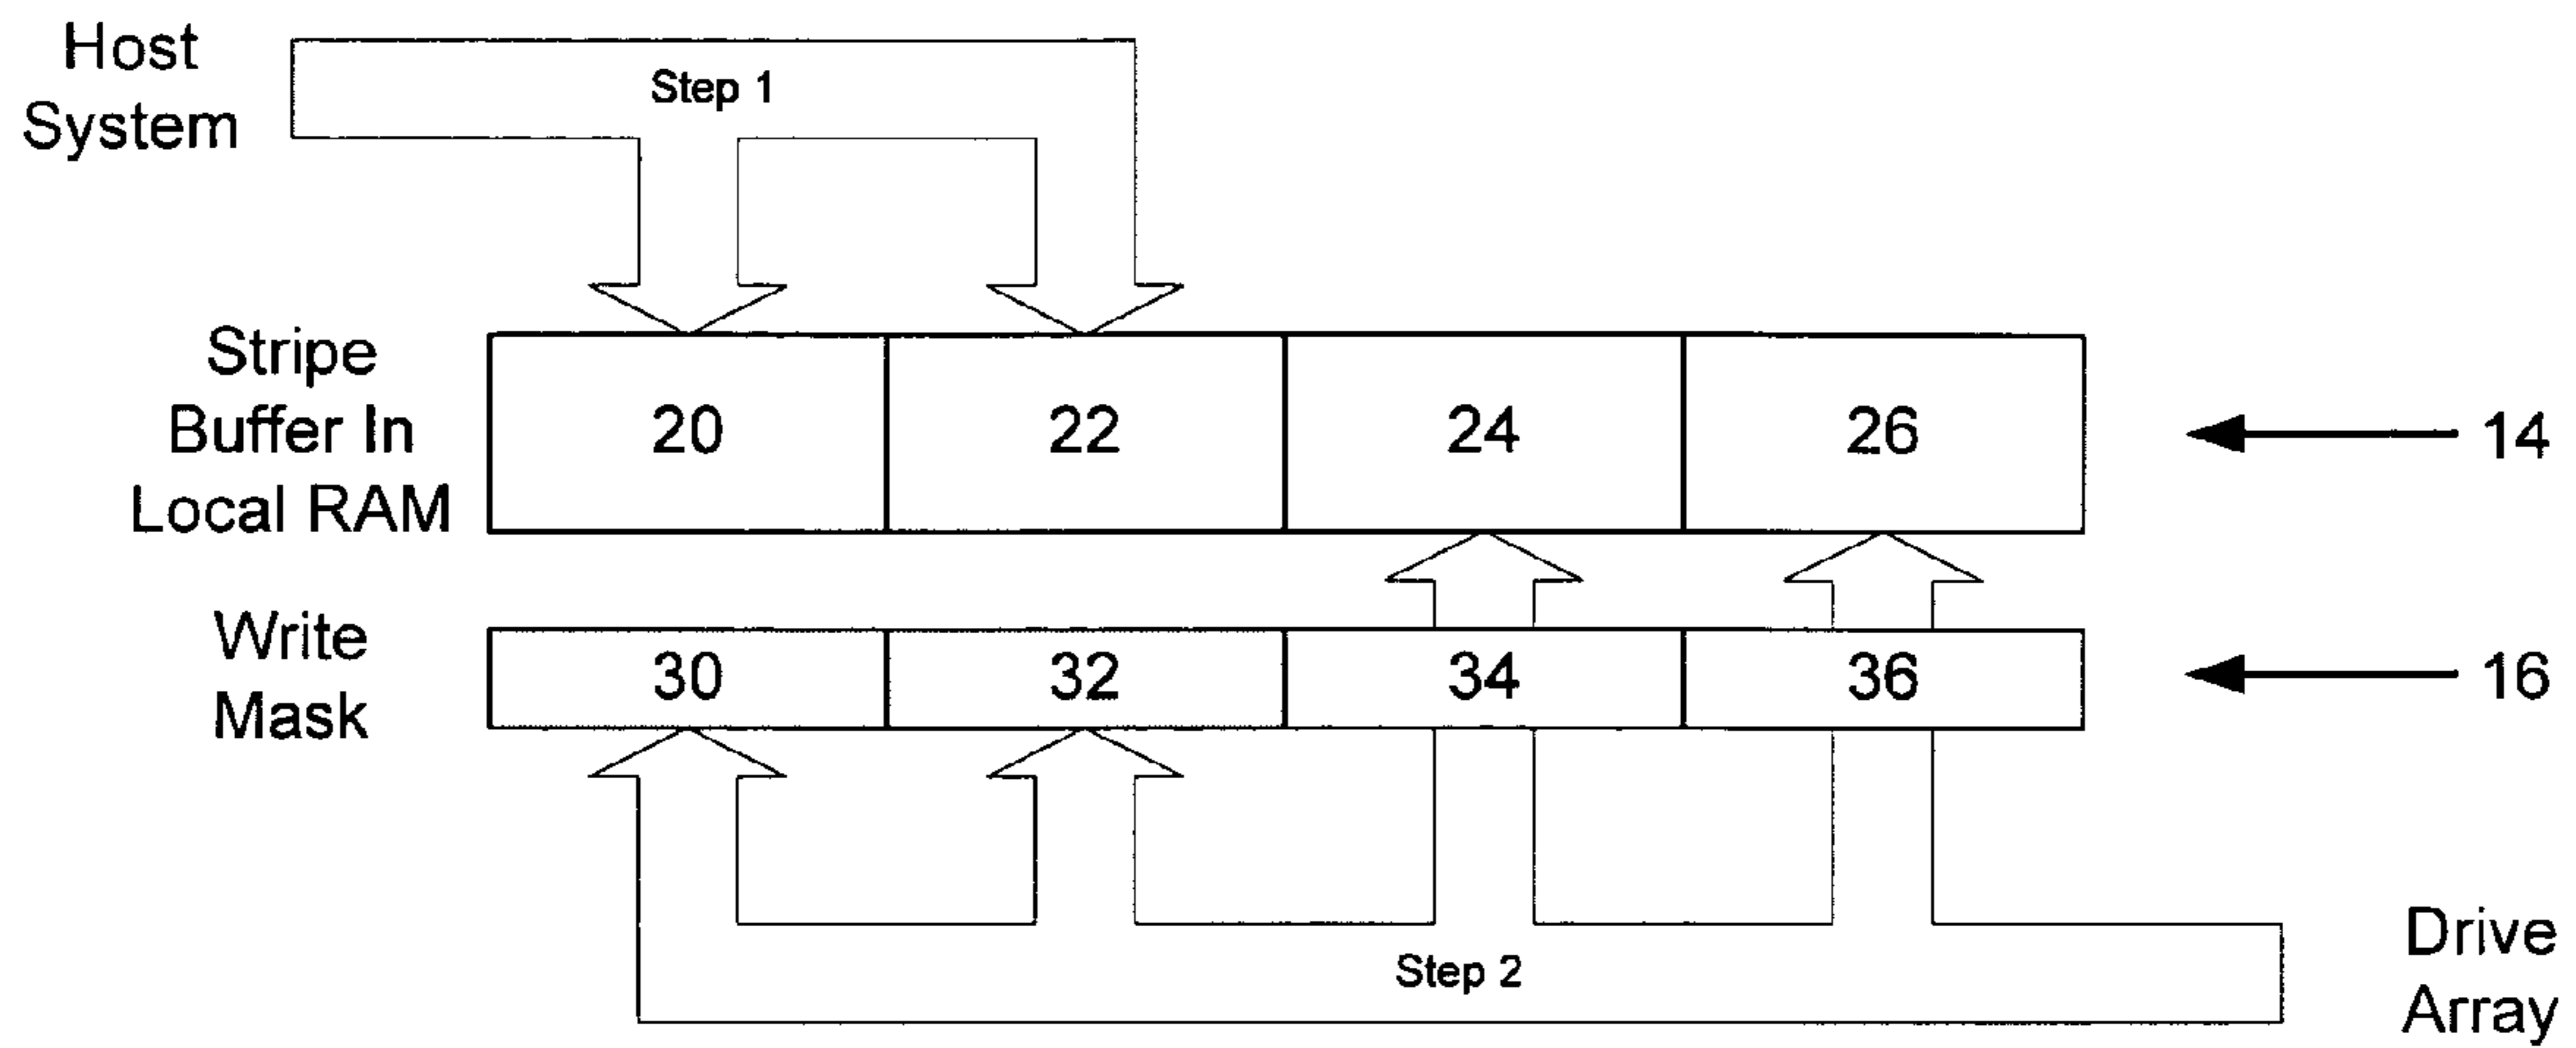 Host
System
Step 1
Stripe
Buffer In
Local RAM
20 22 24 26
14
Write
Mask
30 32 34 36
16
Step 2
Drive
Array